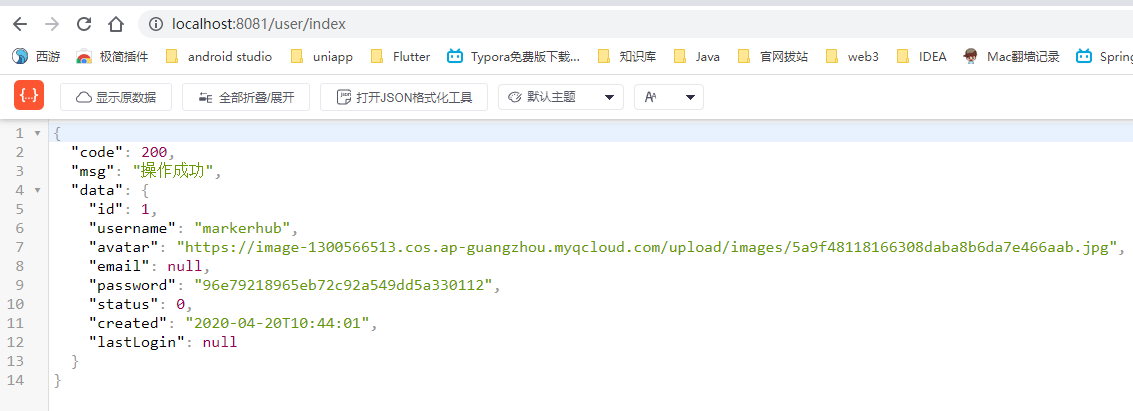 localhost:8081/user/index
西游 极简插件 android studio uniapp Flutter Typora免费版下载... 知识库 Java 官网拔站 web3 IDEA Mac翻墙记录 Spring
{..} 显示原数据 全部折叠/展开 json 打开JSON格式化工具 默认主题 AA
1 {
2 "code": 200,
3 "msg": "操作成功",
4 "data": {
5 "id": 1,
6 "username": "markerhub",
7 "avatar": "https://image-1300566513.cos.ap-guangzhou.myqcloud.com/upload/images/5a9f48118166308daba8b6da7e466aab.jpg",
8 "email": null,
9 "password": "96e79218965eb72c92a549dd5a330112",
10 "status": 0,
11 "created": "2020-04-20T10:44:01",
12 "lastLogin": null
13 }
14 }